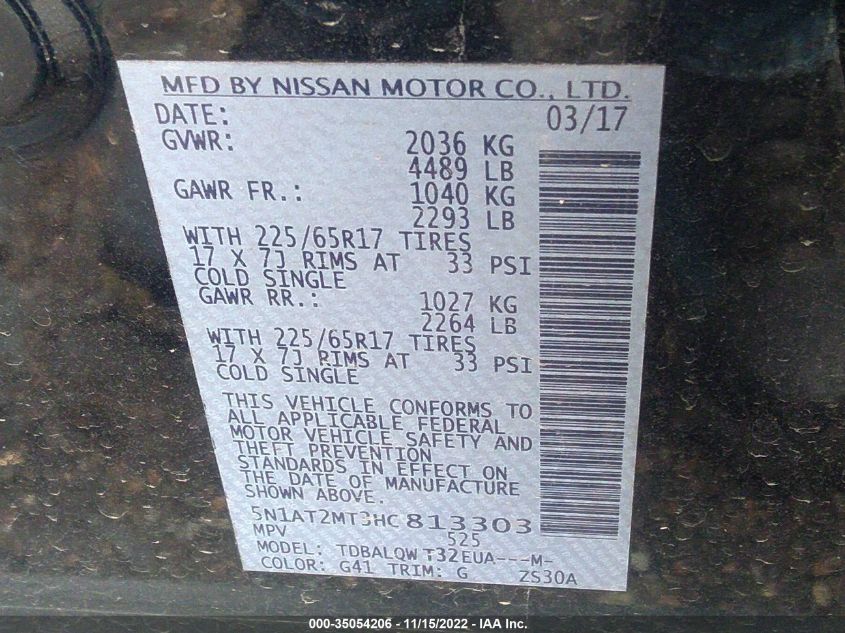 MFD BY NISSAN MOTOR CO., LTD.
DATE: 03/17
GVWR: 2036 KG
4489 LB
GAWR FR.: 1040 KG
2293 LB
WITH 225/65R17 TIRES
17 X 7J RIMS AT 33 PSI
COLD SINGLE
GAWR RR.: 1027 KG
2264 LB
WITH 225/65R17 TIRES
17 X 7J RIMS AT 33 PSI
COLD SINGLE
THIS VEHICLE CONFORMS TO
ALL APPLICABLE FEDERAL
MOTOR VEHICLE SAFETY AND
THEFT PREVENTION
STANDARDS IN EFFECT ON
THE DATE OF MANUFACTURE
SHOWN ABOVE.
5N1AT2MT3HC813303
MPV 525
MODEL: TDBALQWT32EUA---M-
COLOR: G41 TRIM: G ZS30A
000-35054206 - 11/15/2022 - IAA Inc.